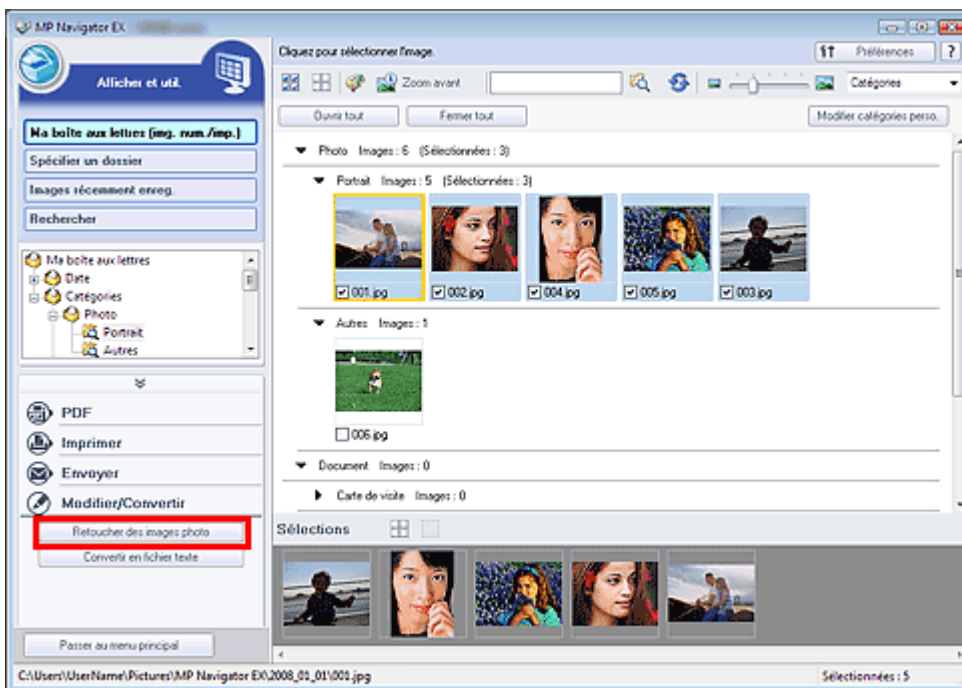 MP Navigator EX
Afficher et util.
Ma boîte aux lettres (img. num./imp.)
Spécifier un dossier
Images récemment enreg.
Rechercher
Ma boîte aux lettres
Date
Catégories
Photo
Portrait
Autres
PDF
Imprimer
Envoyer
Modifier/Convertir
Retoucher des images photo
Convertir en fichier texte
Passer au menu principal
Cliquez pour sélectionner l'image.
Préférences
?
Zoom avant
Catégories
Ouvrir tout
Fermer tout
Modifier catégories perso.
Photo Images : 6 (Sélectionnées : 3)
Portrait Images : 5 (Sélectionnées : 3)
001.jpg
002.jpg
004.jpg
005.jpg
003.jpg
Autres Images : 1
006.jpg
Document Images : 0
Carte de visite Images : 0
Sélections
C:\Users\UserName\Pictures\MP Navigator EX\2008_01_01\001.jpg
Sélectionnées : 5